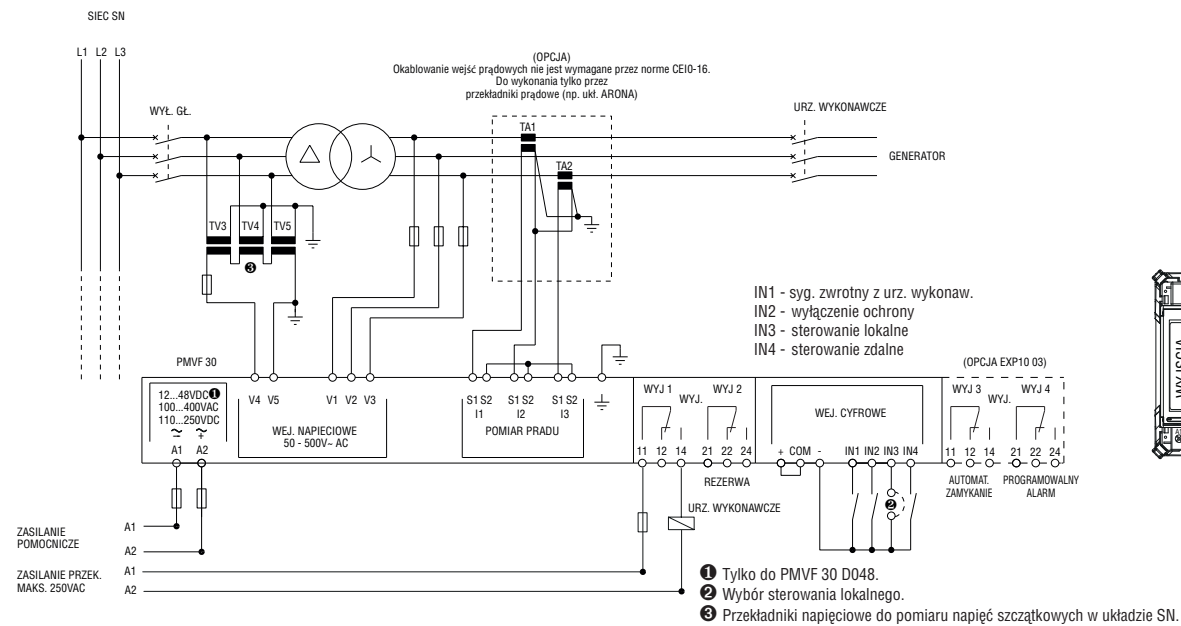 SIEC SN
L1 L2 L3
(OPCJA)
Okablowanie wejść prądowych nie jest wymagane przez norme CEI0-16.
Do wykonania tylko przez
przekładniki prądowe (np. ukł. ARONA)
WYŁ. GŁ.
URZ. WYKONAWCZE
TA1
GENERATOR
TA2
TV3 TV4 TV5
❸
IN1 - syg. zwrotny z urz. wykonaw.
IN2 - wyłączenie ochrony
IN3 - sterowanie lokalne
IN4 - sterowanie zdalne
PMVF 30
(OPCJA EXP10 03)
12...48VDC❶
100...400VAC
110...250VDC
~ ~
− +
A1 A2
V4 V5 V1 V2 V3
WEJ. NAPIECIOWE
50 - 500V~ AC
S1 S2 S1 S2 S1 S2
I1 I2 I3
POMIAR PRADU
WYJ 1 WYJ 2
WYJ.
11 12 14 21 22 24
WEJ. CYFROWE
+ COM - IN1 IN2 IN3 IN4
WYJ 3 WYJ 4
WYJ.
11 12 14 21 22 24
WYJŚCIA
REZERWA
AUTOMAT.
ZAMYKANIE
PROGRAMOWALNY
ALARM
URZ. WYKONAWCZE
❷
ZASILANIE
POMOCNICZE
A1
A2
ZASILANIE PRZEK.
MAKS. 250VAC
A1
A2
❶ Tylko do PMVF 30 D048.
❷ Wybór sterowania lokalnego.
❸ Przekładniki napięciowe do pomiaru napięć szczątkowych w układzie SN.